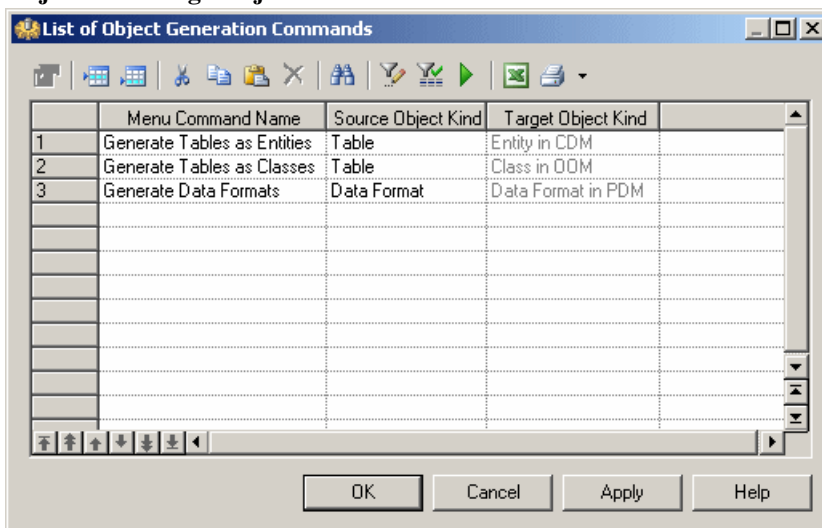 List of Object Generation Commands
Menu Command Name Source Object Kind Target Object Kind
1 Generate Tables as Entities Table Entity in CDM
2 Generate Tables as Classes Table Class in OOM
3 Generate Data Formats Data Format Data Format in PDM
OK Cancel Apply Help